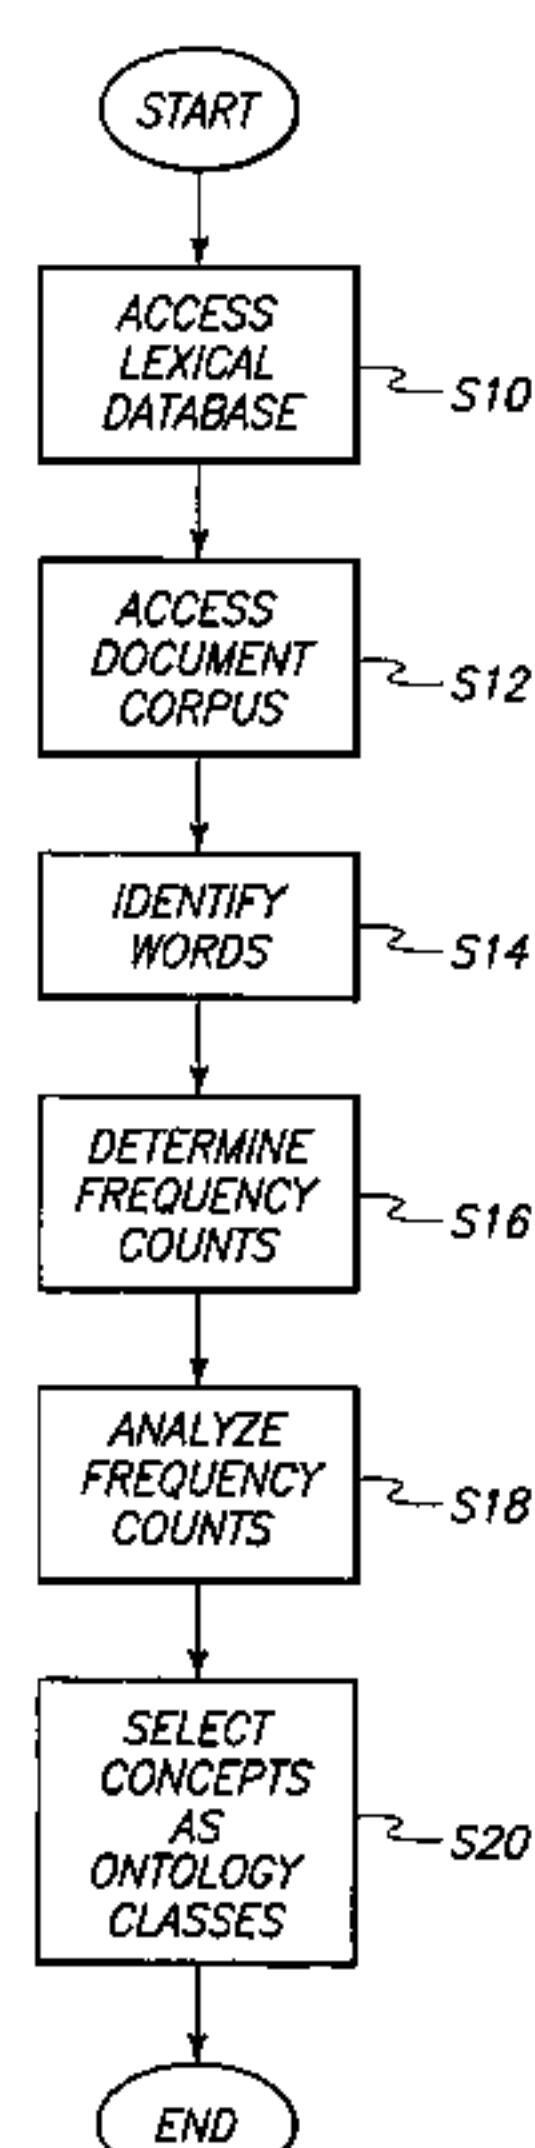 START
ACCESS
LEXICAL
DATABASE
S10
ACCESS
DOCUMENT
CORPUS
S12
IDENTIFY
WORDS
S14
DETERMINE
FREQUENCY
COUNTS
S16
ANALYZE
FREQUENCY
COUNTS
S18
SELECT
CONCEPTS
AS
ONTOLOGY
CLASSES
S20
END